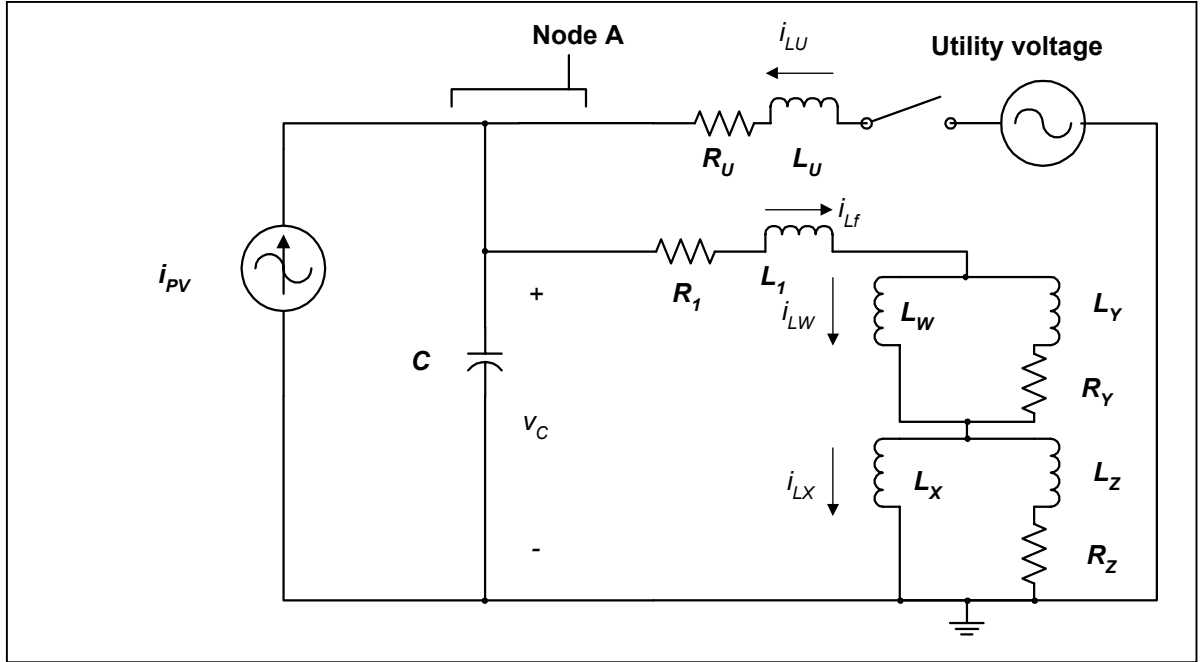 Node A
i_LU
Utility voltage
R_U
L_U
i_Lf
i_PV
R_1
L_1
+
i_LW
L_W
L_Y
C
R_Y
v_C
i_LX
L_X
L_Z
-
R_Z